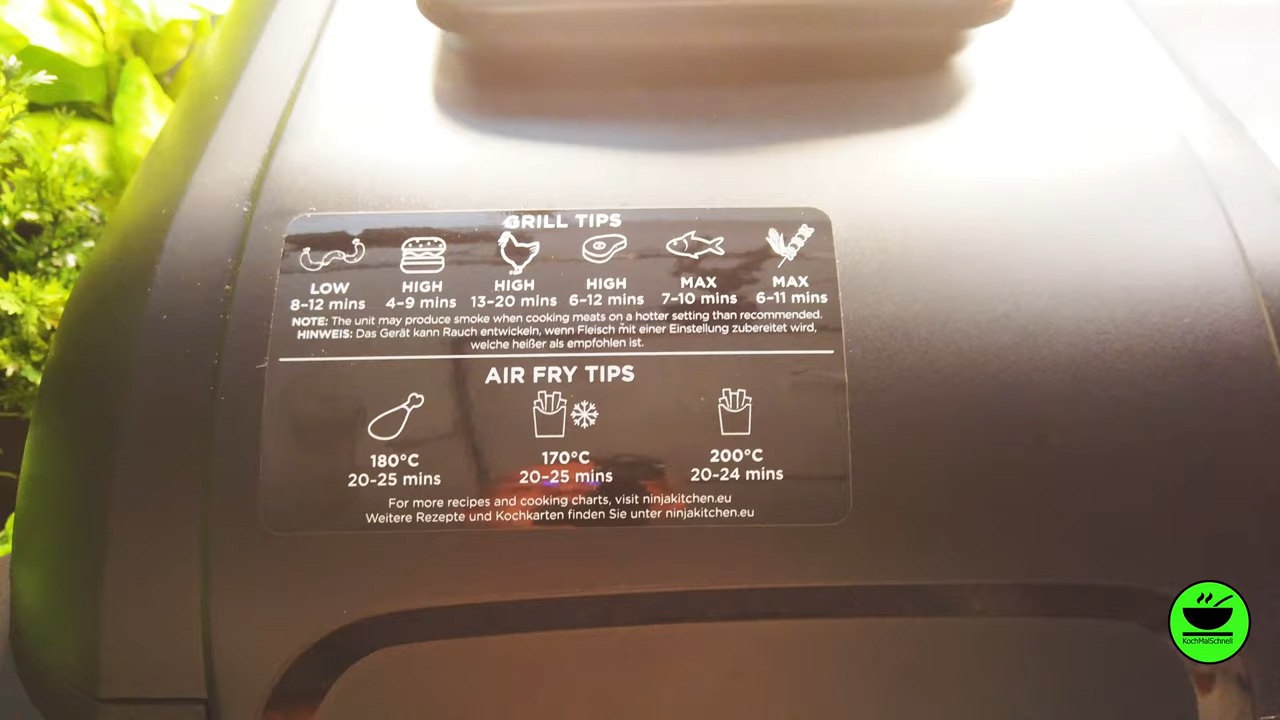 GRILL TIPS
LOW HIGH HIGH HIGH MAX MAX
8–12 mins 4–9 mins 13–20 mins 6–12 mins 7–10 mins 6–11 mins
NOTE: The unit may produce smoke when cooking meats on a hotter setting than recommended.
HINWEIS: Das Gerät kann Rauch entwickeln, wenn Fleisch mit einer Einstellung zubereitet wird,
welche heißer als empfohlen ist.
AIR FRY TIPS
180°C 170°C 200°C
20-25 mins 20-25 mins 20-24 mins
For more recipes and cooking charts, visit ninjakitchen.eu
Weitere Rezepte und Kochkarten finden Sie unter ninjakitchen.eu
KochMalSchnell